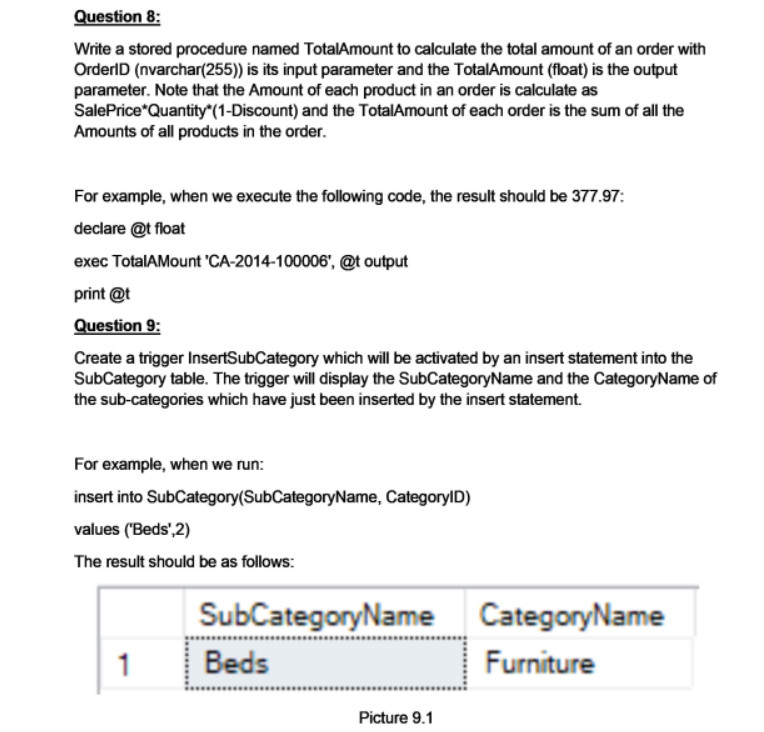 Question 8:
Write a stored procedure named TotalAmount to calculate the total amount of an order with
OrderID (nvarchar(255)) is its input parameter and the TotalAmount (float) is the output
parameter. Note that the Amount of each product in an order is calculate as
SalePrice*Quantity*(1-Discount) and the TotalAmount of each order is the sum of all the
Amounts of all products in the order.
For example, when we execute the following code, the result should be 377.97:
declare @t float
exec TotalAMount 'CA-2014-100006', @t output
print @t
Question 9:
Create a trigger InsertSubCategory which will be activated by an insert statement into the
SubCategory table. The trigger will display the SubCategoryName and the CategoryName of
the sub-categories which have just been inserted by the insert statement.
For example, when we run:
insert into SubCategory(SubCategoryName, CategoryID)
values ('Beds',2)
The result should be as follows:
SubCategoryName CategoryName
1 Beds Furniture
Picture 9.1